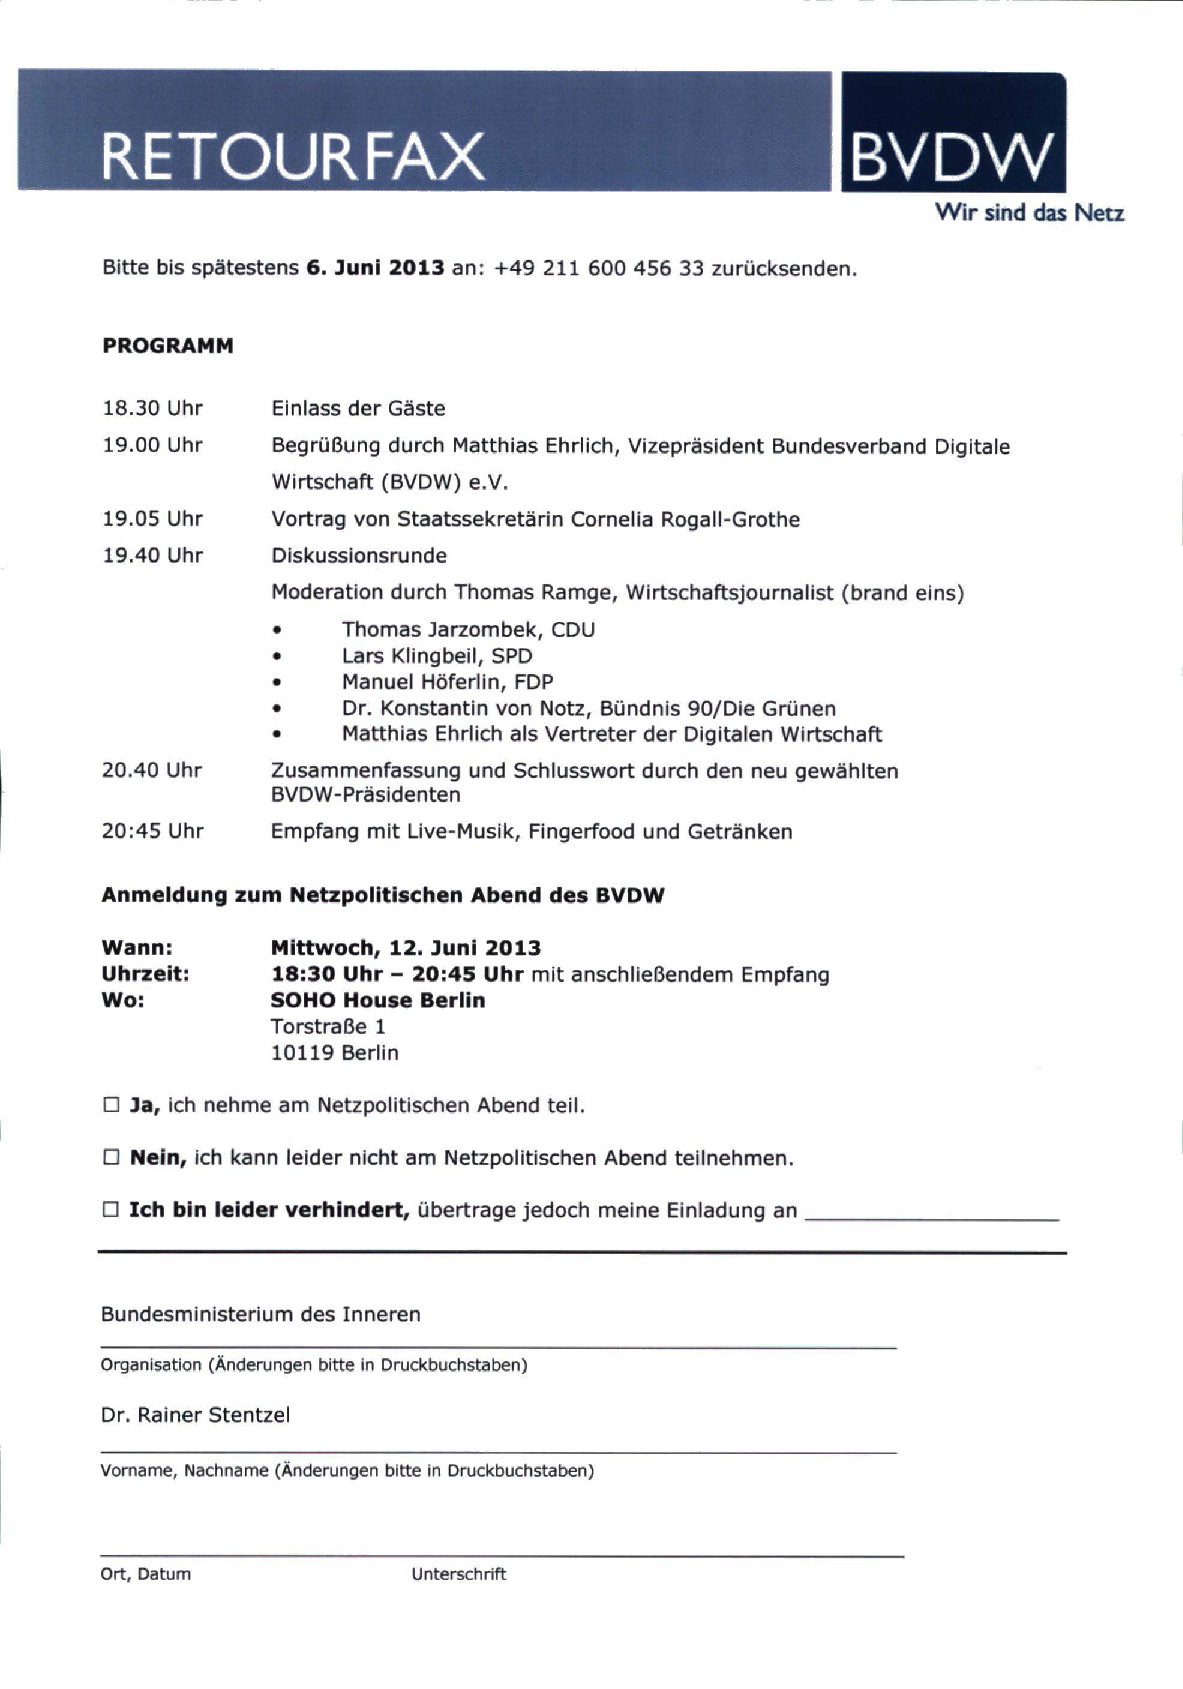 RETOURFAX
BVDW
Wir sind das Netz
Bitte bis spätestens 6. Juni 2013 an: +49 211 600 456 33 zurücksenden.
PROGRAMM
18.30 Uhr Einlass der Gäste
19.00 Uhr Begrüßung durch Matthias Ehrlich, Vizepräsident Bundesverband Digitale
Wirtschaft (BVDW) e.V.
19.05 Uhr Vortrag von Staatssekretärin Cornelia Rogall-Grothe
19.40 Uhr Diskussionsrunde
Moderation durch Thomas Ramge, Wirtschaftsjournalist (brand eins)
• Thomas Jarzombek, CDU
• Lars Klingbeil, SPD
• Manuel Höferlin, FDP
• Dr. Konstantin von Notz, Bündnis 90/Die Grünen
• Matthias Ehrlich als Vertreter der Digitalen Wirtschaft
20.40 Uhr Zusammenfassung und Schlusswort durch den neu gewählten
BVDW-Präsidenten
20:45 Uhr Empfang mit Live-Musik, Fingerfood und Getränken
Anmeldung zum Netzpolitischen Abend des BVDW
Wann: Mittwoch, 12. Juni 2013
Uhrzeit: 18:30 Uhr – 20:45 Uhr mit anschließendem Empfang
Wo: SOHO House Berlin
Torstraße 1
10119 Berlin
☐ Ja, ich nehme am Netzpolitischen Abend teil.
☐ Nein, ich kann leider nicht am Netzpolitischen Abend teilnehmen.
☐ Ich bin leider verhindert, übertrage jedoch meine Einladung an
Bundesministerium des Inneren
Organisation (Änderungen bitte in Druckbuchstaben)
Dr. Rainer Stentzel
Vorname, Nachname (Änderungen bitte in Druckbuchstaben)
Ort, Datum Unterschrift